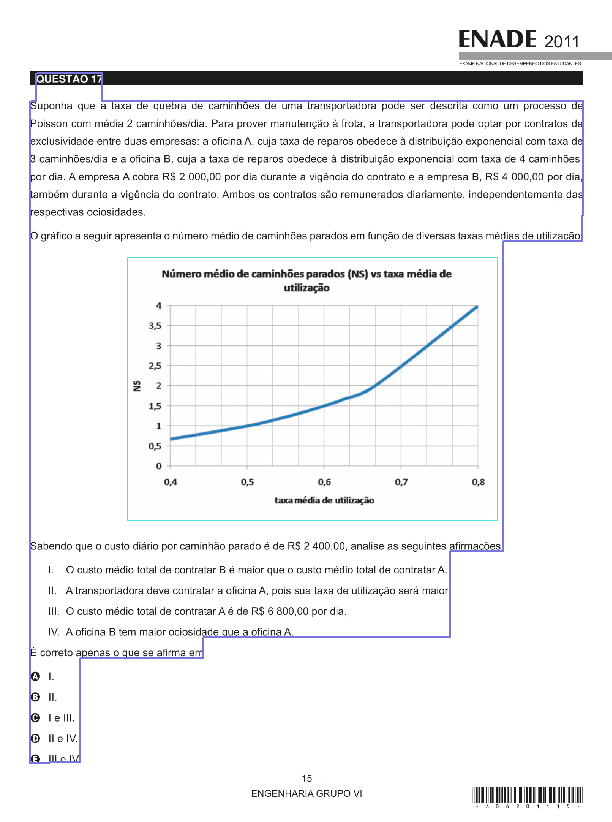 ENADE 2011
EXAME NACIONAL DE DESEMPENHO DOS ESTUDANTES
QUESTÃO 17
Suponha que a taxa de quebra de caminhões de uma transportadora pode ser descrita como um processo de
Poisson com média 2 caminhões/dia. Para prover manutenção à frota, a transportadora pode optar por contratos de
exclusividade entre duas empresas: a oficina A, cuja taxa de reparos obedece à distribuição exponencial com taxa de
3 caminhões/dia e a oficina B, cuja a taxa de reparos obedece à distribuição exponencial com taxa de 4 caminhões
por dia. A empresa A cobra R$ 2 000,00 por dia durante a vigência do contrato e a empresa B, R$ 4 000,00 por dia,
também durante a vigência do contrato. Ambos os contratos são remunerados diariamente, independentemente das
respectivas ociosidades.
O gráfico a seguir apresenta o número médio de caminhões parados em função de diversas taxas médias de utilização.
Número médio de caminhões parados (NS) vs taxa média de
utilização
4
3,5
3
2,5
2
1,5
1
0,5
0
NS
0,4 0,5 0,6 0,7 0,8
taxa média de utilização
Sabendo que o custo diário por caminhão parado é de R$ 2 400,00, analise as seguintes afirmações.
I. O custo médio total de contratar B é maior que o custo médio total de contratar A.
II. A transportadora deve contratar a oficina A, pois sua taxa de utilização será maior.
III. O custo médio total de contratar A é de R$ 6 800,00 por dia.
IV. A oficina B tem maior ociosidade que a oficina A.
É correto apenas o que se afirma em
A I.
B II.
C I e III.
D II e IV.
E III e IV.
15
ENGENHARIA GRUPO VI